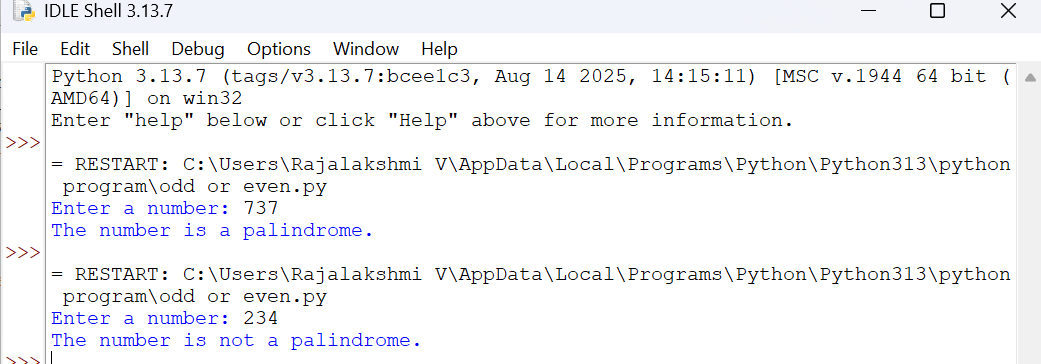 IDLE Shell 3.13.7
File Edit Shell Debug Options Window Help
Python 3.13.7 (tags/v3.13.7:bcee1c3, Aug 14 2025, 14:15:11) [MSC v.1944 64 bit (
AMD64)] on win32
Enter "help" below or click "Help" above for more information.
>>>
= RESTART: C:\Users\Rajalakshmi V\AppData\Local\Programs\Python\Python313\python
 program\odd or even.py
Enter a number: 737
The number is a palindrome.
>>>
= RESTART: C:\Users\Rajalakshmi V\AppData\Local\Programs\Python\Python313\python
 program\odd or even.py
Enter a number: 234
The number is not a palindrome.
>>>